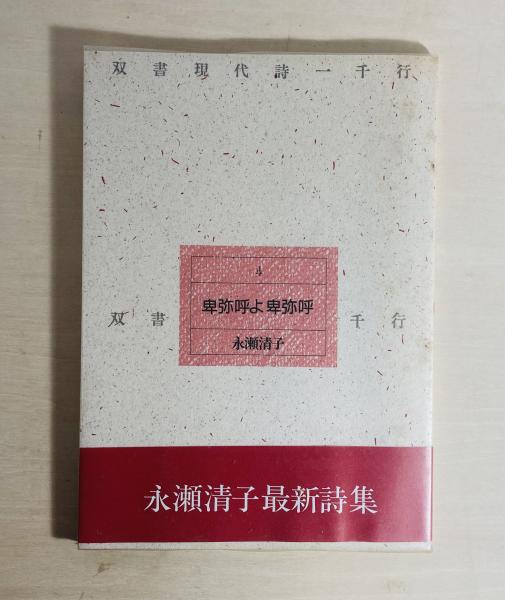 双書現代詩一千行
4
卑弥呼よ卑弥呼
双書
一千行
永瀬清子
永瀬清子最新詩集